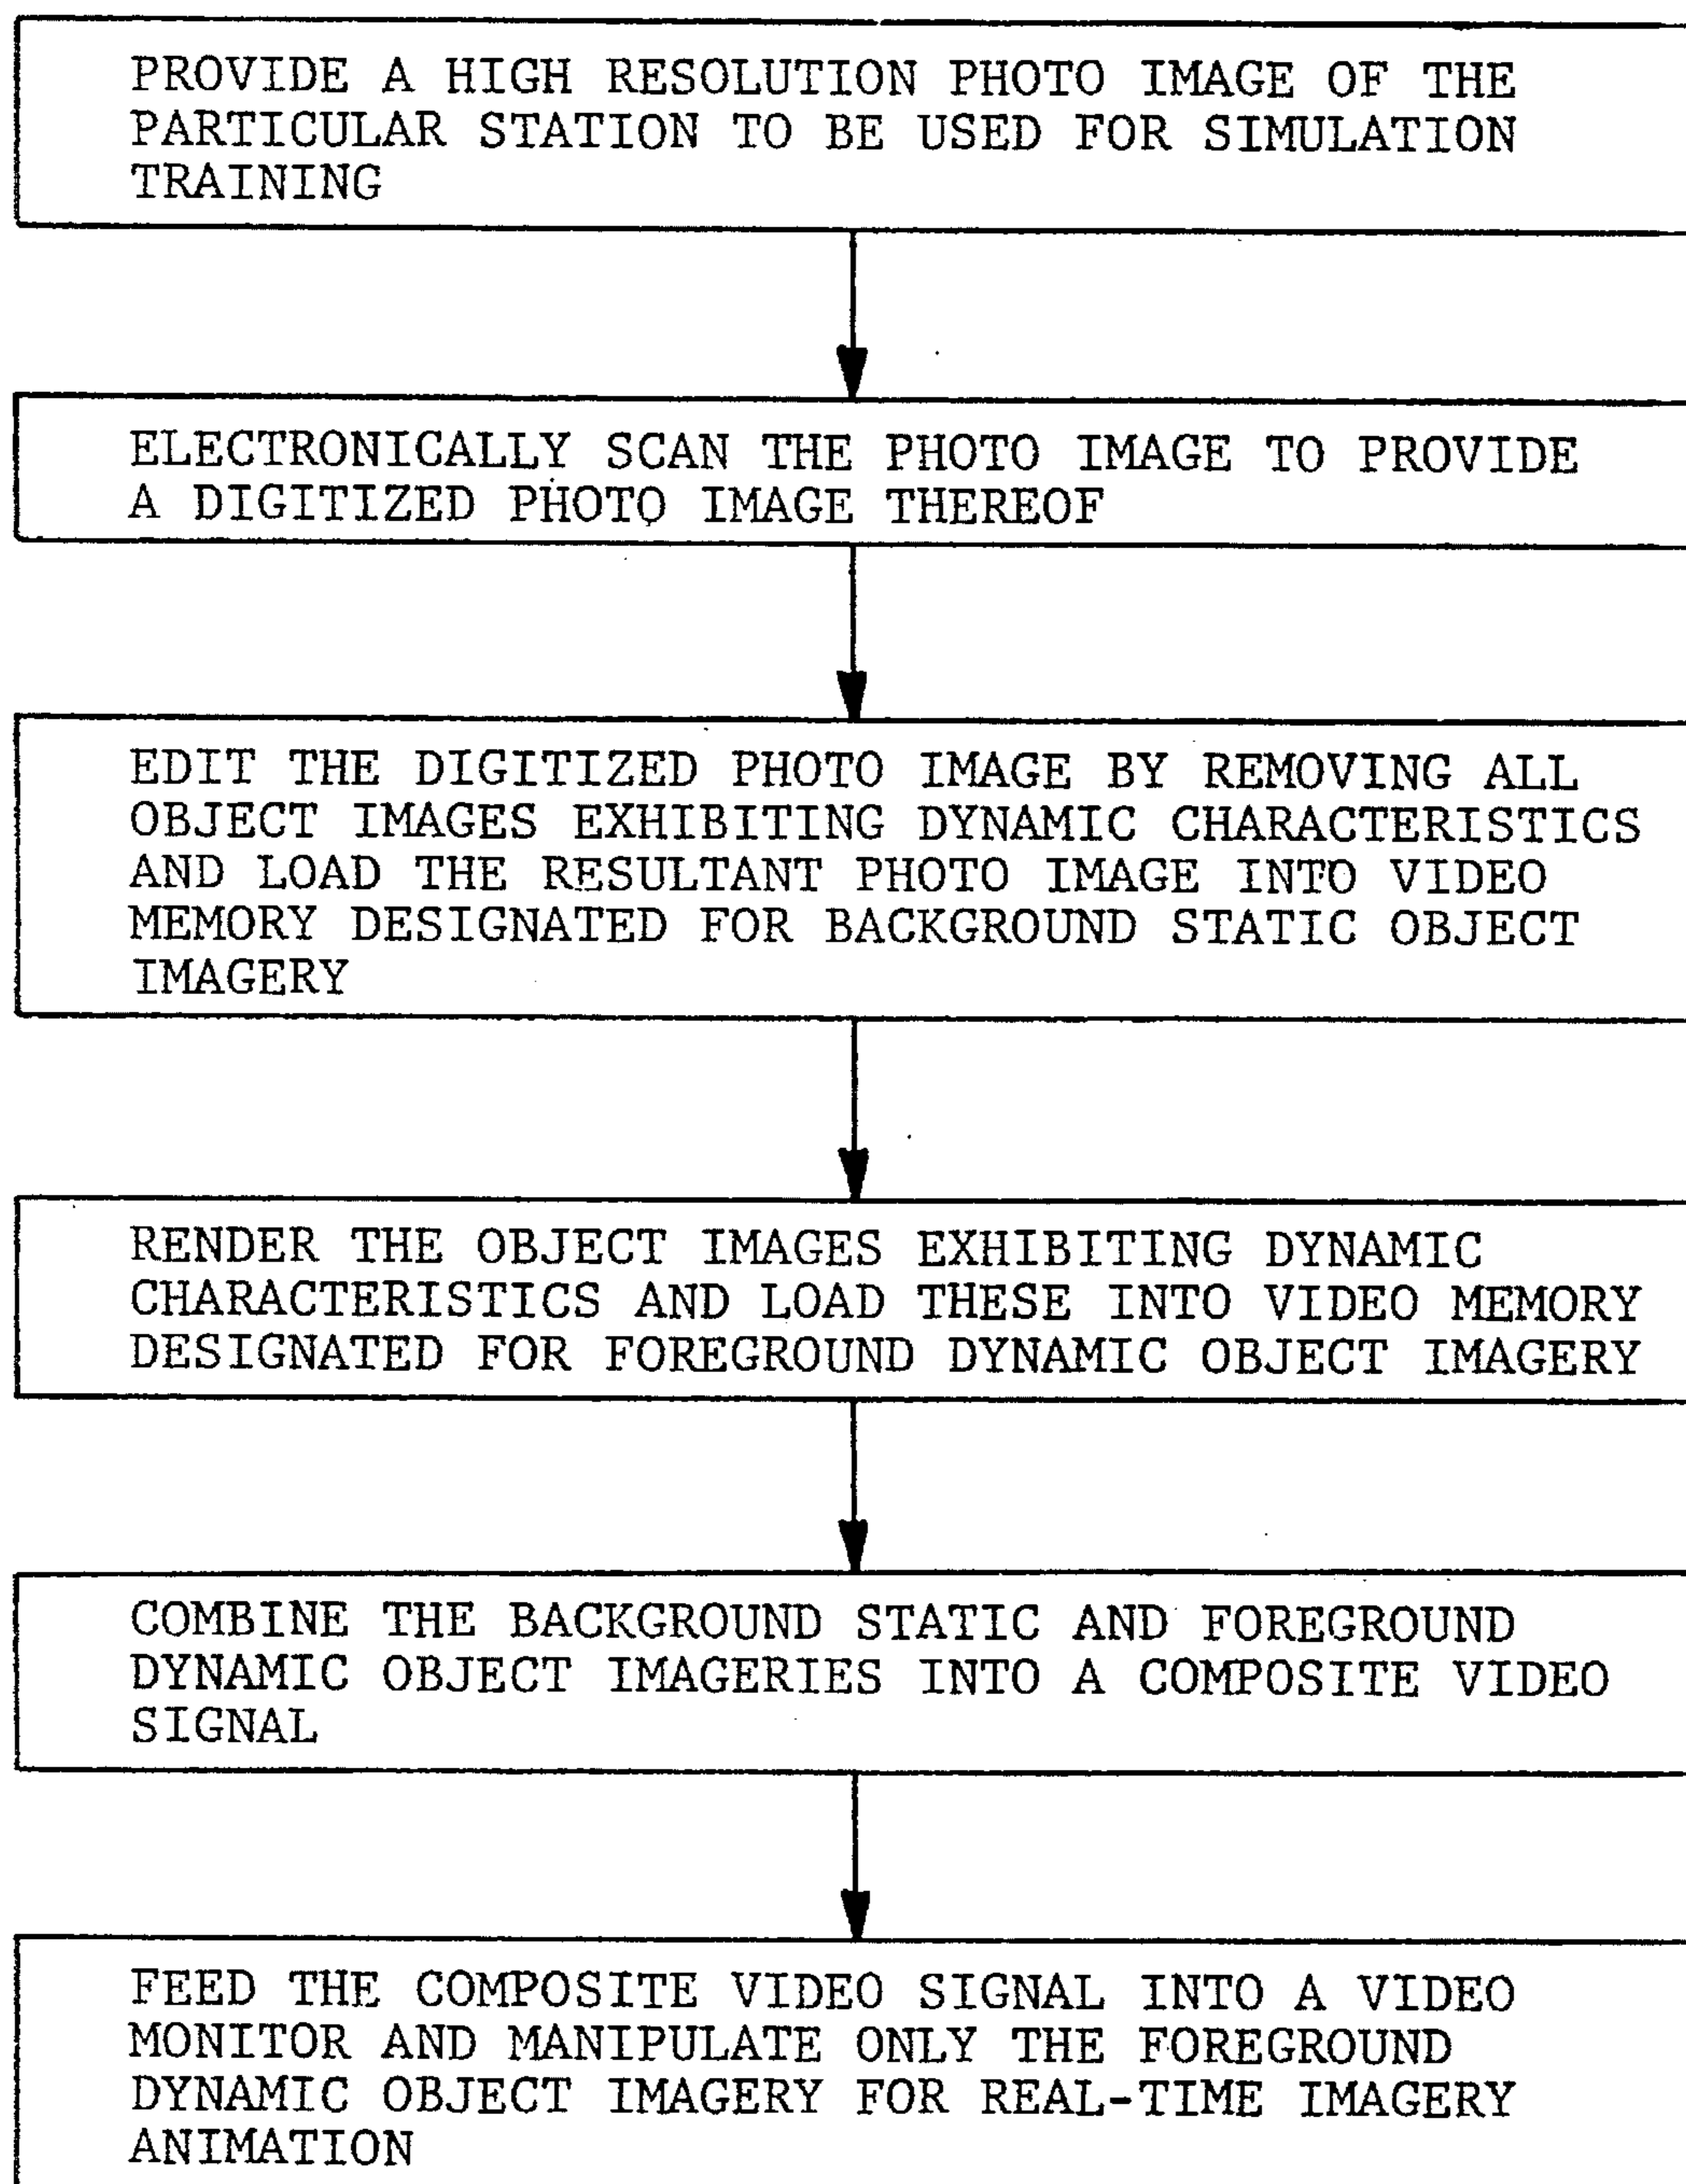 PROVIDE A HIGH RESOLUTION PHOTO IMAGE OF THE
PARTICULAR STATION TO BE USED FOR SIMULATION
TRAINING
ELECTRONICALLY SCAN THE PHOTO IMAGE TO PROVIDE
A DIGITIZED PHOTO IMAGE THEREOF
EDIT THE DIGITIZED PHOTO IMAGE BY REMOVING ALL
OBJECT IMAGES EXHIBITING DYNAMIC CHARACTERISTICS
AND LOAD THE RESULTANT PHOTO IMAGE INTO VIDEO
MEMORY DESIGNATED FOR BACKGROUND STATIC OBJECT
IMAGERY
RENDER THE OBJECT IMAGES EXHIBITING DYNAMIC
CHARACTERISTICS AND LOAD THESE INTO VIDEO MEMORY
DESIGNATED FOR FOREGROUND DYNAMIC OBJECT IMAGERY
COMBINE THE BACKGROUND STATIC AND FOREGROUND
DYNAMIC OBJECT IMAGERIES INTO A COMPOSITE VIDEO
SIGNAL
FEED THE COMPOSITE VIDEO SIGNAL INTO A VIDEO
MONITOR AND MANIPULATE ONLY THE FOREGROUND
DYNAMIC OBJECT IMAGERY FOR REAL-TIME IMAGERY
ANIMATION